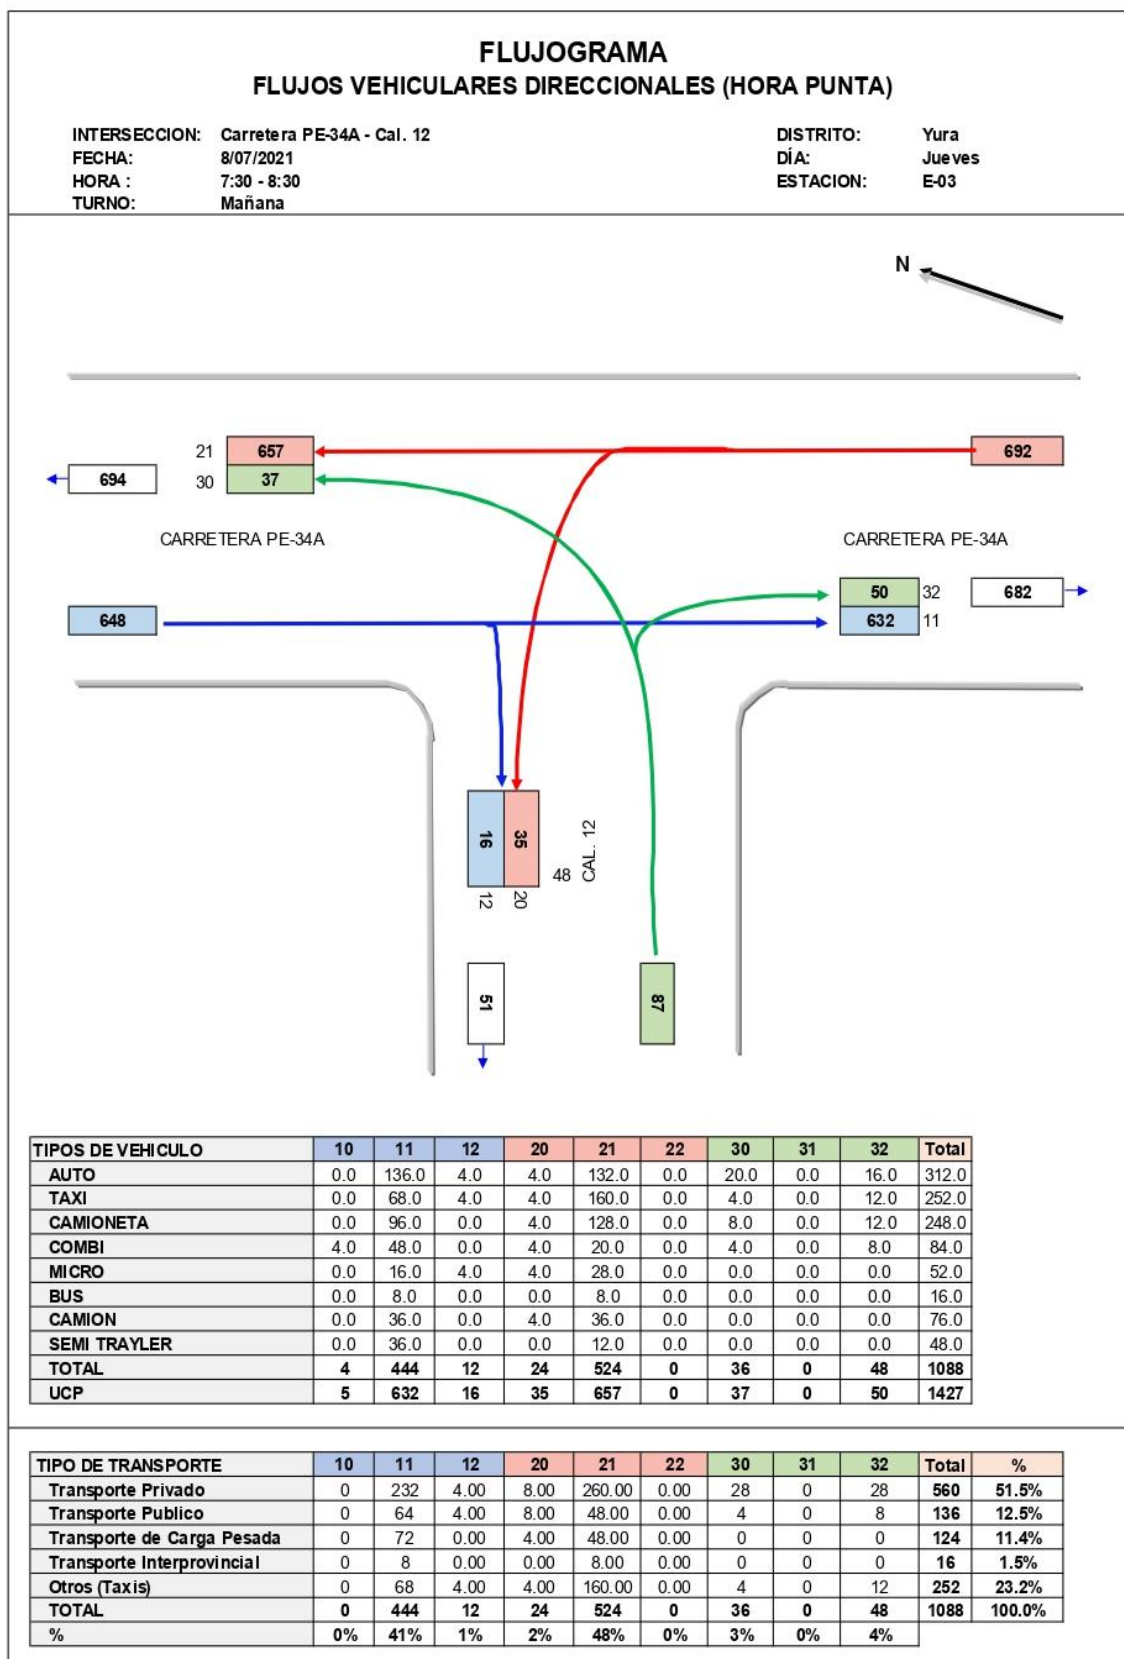 FLUJOGRAMA
FLUJOS VEHICULARES DIRECCIONALES (HORA PUNTA)
INTERSECCION: Carretera PE-34A - Cal. 12 DISTRITO: Yura
FECHA: 8/07/2021 DÍA: Jueves
HORA : 7:30 - 8:30 ESTACION: E-03
TURNO: Mañana
N
21 657 692
694 30 37
CARRETERA PE-34A CARRETERA PE-34A
50 32 682
648 632 11
16 35
12 20 48 CAL. 12
51 87
TIPOS DE VEHICULO 10 11 12 20 21 22 30 31 32 Total
AUTO 0.0 136.0 4.0 4.0 132.0 0.0 20.0 0.0 16.0 312.0
TAXI 0.0 68.0 4.0 4.0 160.0 0.0 4.0 0.0 12.0 252.0
CAMIONETA 0.0 96.0 0.0 4.0 128.0 0.0 8.0 0.0 12.0 248.0
COMBI 4.0 48.0 0.0 4.0 20.0 0.0 4.0 0.0 8.0 84.0
MICRO 0.0 16.0 4.0 4.0 28.0 0.0 0.0 0.0 0.0 52.0
BUS 0.0 8.0 0.0 0.0 8.0 0.0 0.0 0.0 0.0 16.0
CAMION 0.0 36.0 0.0 4.0 36.0 0.0 0.0 0.0 0.0 76.0
SEMI TRAYLER 0.0 36.0 0.0 0.0 12.0 0.0 0.0 0.0 0.0 48.0
TOTAL 4 444 12 24 524 0 36 0 48 1088
UCP 5 632 16 35 657 0 37 0 50 1427
TIPO DE TRANSPORTE 10 11 12 20 21 22 30 31 32 Total %
Transporte Privado 0 232 4.00 8.00 260.00 0.00 28 0 28 560 51.5%
Transporte Publico 0 64 4.00 8.00 48.00 0.00 4 0 8 136 12.5%
Transporte de Carga Pesada 0 72 0.00 4.00 48.00 0.00 0 0 0 124 11.4%
Transporte Interprovincial 0 8 0.00 0.00 8.00 0.00 0 0 0 16 1.5%
Otros (Taxis) 0 68 4.00 4.00 160.00 0.00 4 0 12 252 23.2%
TOTAL 0 444 12 24 524 0 36 0 48 1088 100.0%
% 0% 41% 1% 2% 48% 0% 3% 0% 4%